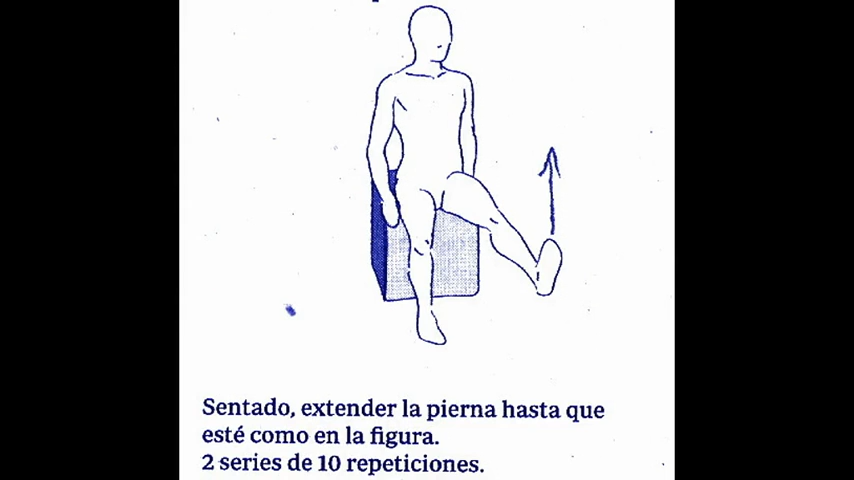 Sentado, extender la pierna hasta que
esté como en la figura.
2 series de 10 repeticiones.